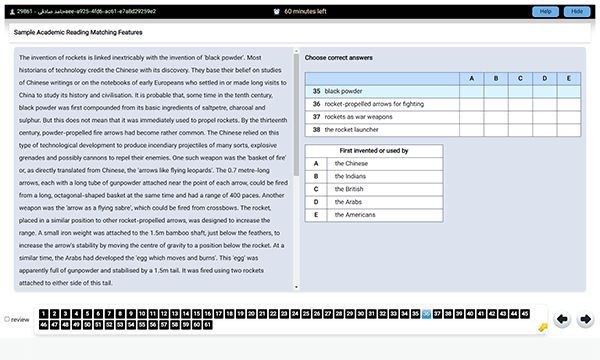 29861 - حامد صادقی-eee-a925-4fd6-ac61-e7a8d29259e2
60 minutes left
Help
Hide
Sample Academic Reading Matching Features
The invention of rockets is linked inextricably with the invention of 'black powder'. Most
historians of technology credit the Chinese with its discovery. They base their belief on studies
of Chinese writings or on the notebooks of early Europeans who settled in or made long visits to
China to study its history and civilisation. It is probable that, some time in the tenth century,
black powder was first compounded from its basic ingredients of saltpetre, charcoal and
sulphur. But this does not mean that it was immediately used to propel rockets. By the thirteenth
century, powder-propelled fire arrows had become rather common. The Chinese relied on this
type of technological development to produce incendiary projectiles of many sorts, explosive
grenades and possibly cannons to repel their enemies. One such weapon was the 'basket of fire'
or, as directly translated from Chinese, the 'arrows like flying leopards'. The 0.7 metre-long
arrows, each with a long tube of gunpowder attached near the point of each arrow, could be fired
from a long, octagonal-shaped basket at the same time and had a range of 400 paces. Another
weapon was the 'arrow as a flying sabre', which could be fired from crossbows. The rocket,
placed in a similar position to other rocket-propelled arrows, was designed to increase the
range. A small iron weight was attached to the 1.5m bamboo shaft, just below the feathers, to
increase the arrow's stability by moving the centre of gravity to a position below the rocket. At a
similar time, the Arabs had developed the 'egg which moves and burns'. This 'egg' was
apparently full of gunpowder and stabilised by a 1.5m tail. It was fired using two rockets
attached to either side of this tail.
Choose correct answers
A B C D E
35 black powder
36 rocket-propelled arrows for fighting
37 rockets as war weapons
38 the rocket launcher
First invented or used by
A the Chinese
B the Indians
C the British
D the Arabs
E the Americans
review
1 2 3 4 5 6 7 8 9 10 11 12 13 14 15 16 17 18 19 20 21 22 23 24 25 26 27 28 29 30 31 32 33 34 35 36 37 38 39 40 41 42 43 44 45
46 47 48 49 50 51 52 53 54 55 56 57 58 59 60 61